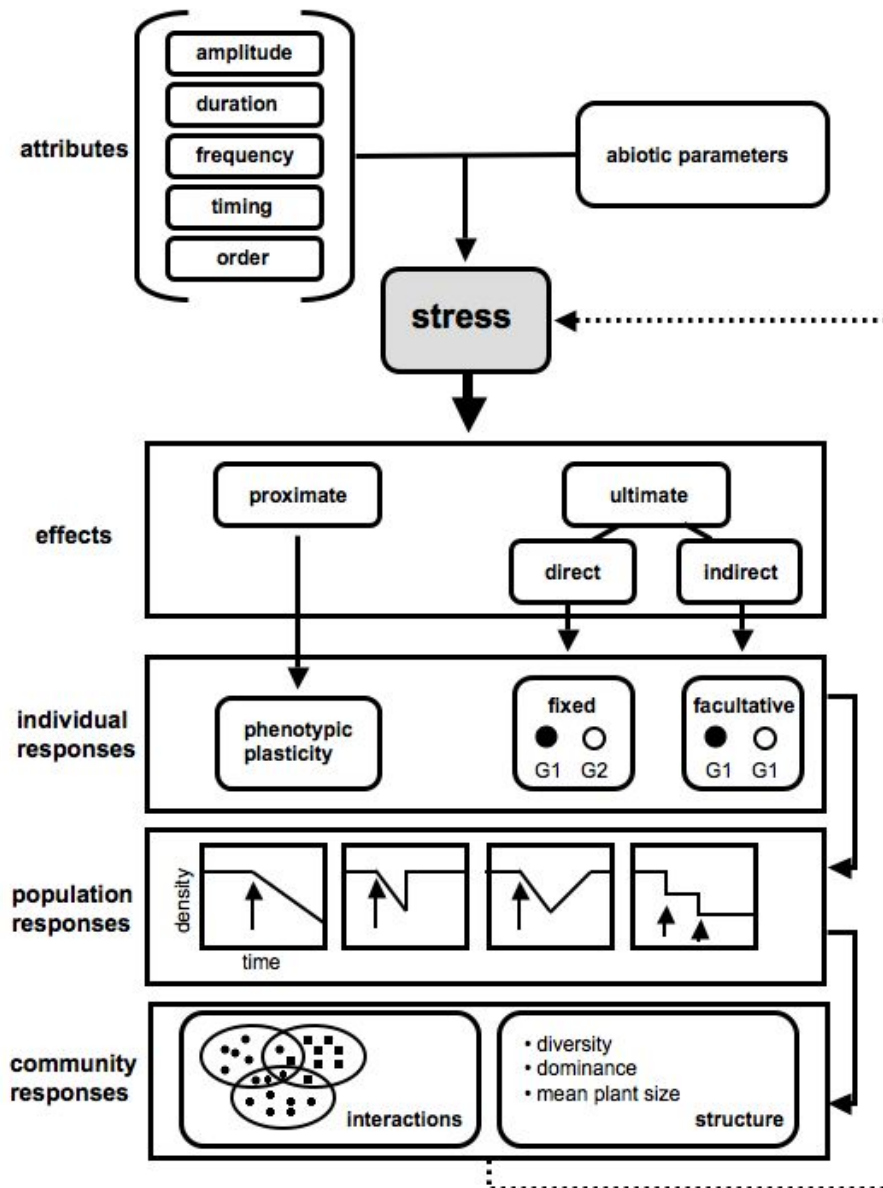 amplitude
duration
attributes
frequency
abiotic parameters
timing
order
stress
proximate
ultimate
effects
direct
indirect
individual
responses
phenotypic
plasticity
fixed
G1 G2
facultative
G1 G1
population
responses
density
time
community
responses
interactions
• diversity
• dominance
• mean plant size
structure